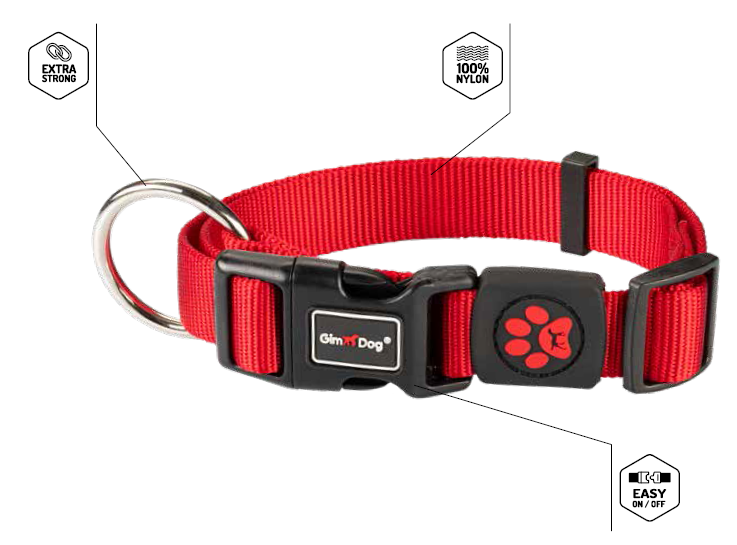 EXTRA
STRONG
100%
NYLON
GimDog®
EASY
ON / OFF